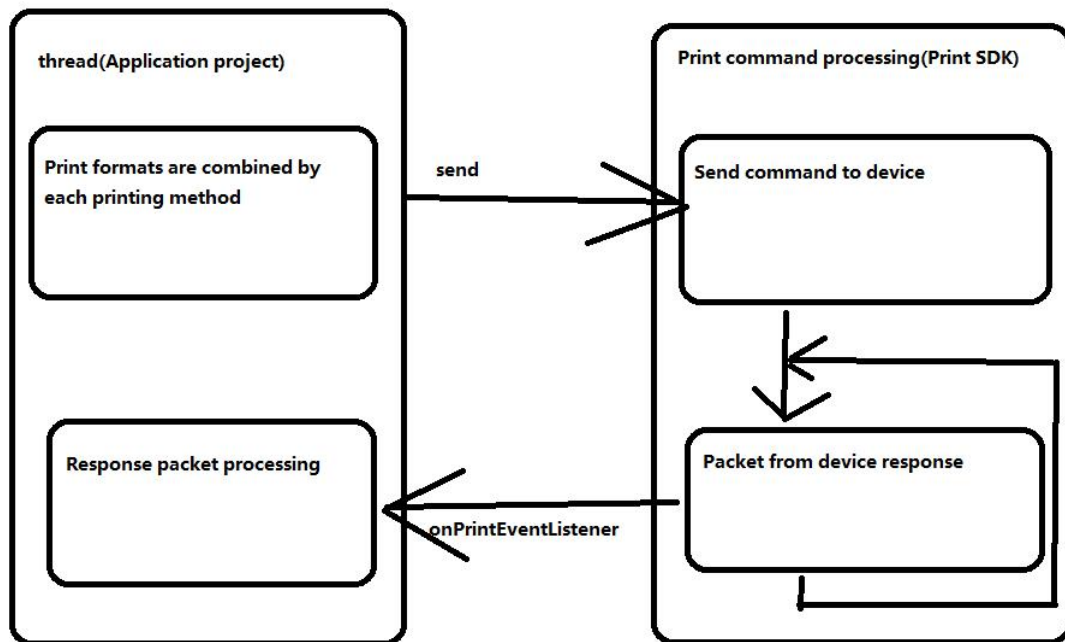 thread(Application project)
Print command processing(Print SDK)
Print formats are combined by
each printing method
send
Send command to device
Response packet processing
Packet from device response
onPrintEventListener